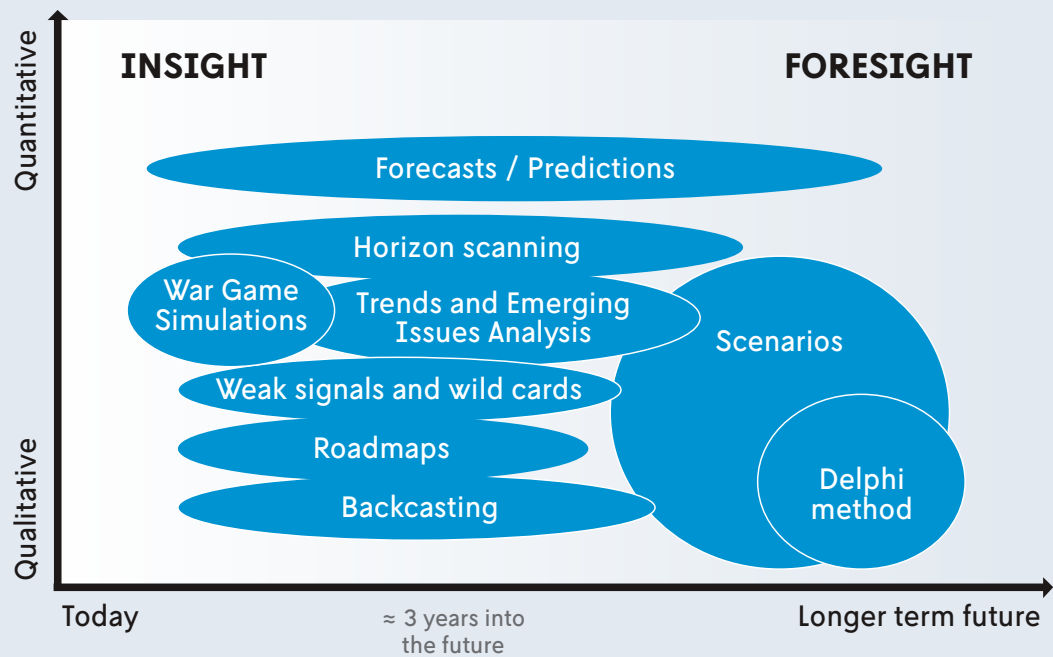 Quantitative
INSIGHT
FORESIGHT
Forecasts / Predictions
Horizon scanning
War Game
Simulations
Trends and Emerging
Issues Analysis
Scenarios
Weak signals and wild cards
Roadmaps
Backcasting
Delphi
method
Qualitative
Today
≈ 3 years into
the future
Longer term future